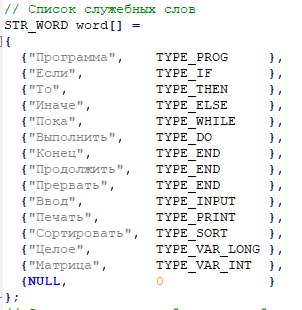 // Список служебных слов
STR_WORD word[] =
{
{"Программа", TYPE_PROG },
{"Если", TYPE_IF },
{"То", TYPE_THEN },
{"Иначе", TYPE_ELSE },
{"Пока", TYPE_WHILE },
{"Выполнить", TYPE_DO },
{"Конец", TYPE_END },
{"Продолжить", TYPE_END },
{"Прервать", TYPE_END },
{"Ввод", TYPE_INPUT },
{"Печать", TYPE_PRINT },
{"Сортировать", TYPE_SORT },
{"Целое", TYPE_VAR_LONG },
{"Матрица", TYPE_VAR_INT },
{NULL, 0 }
};